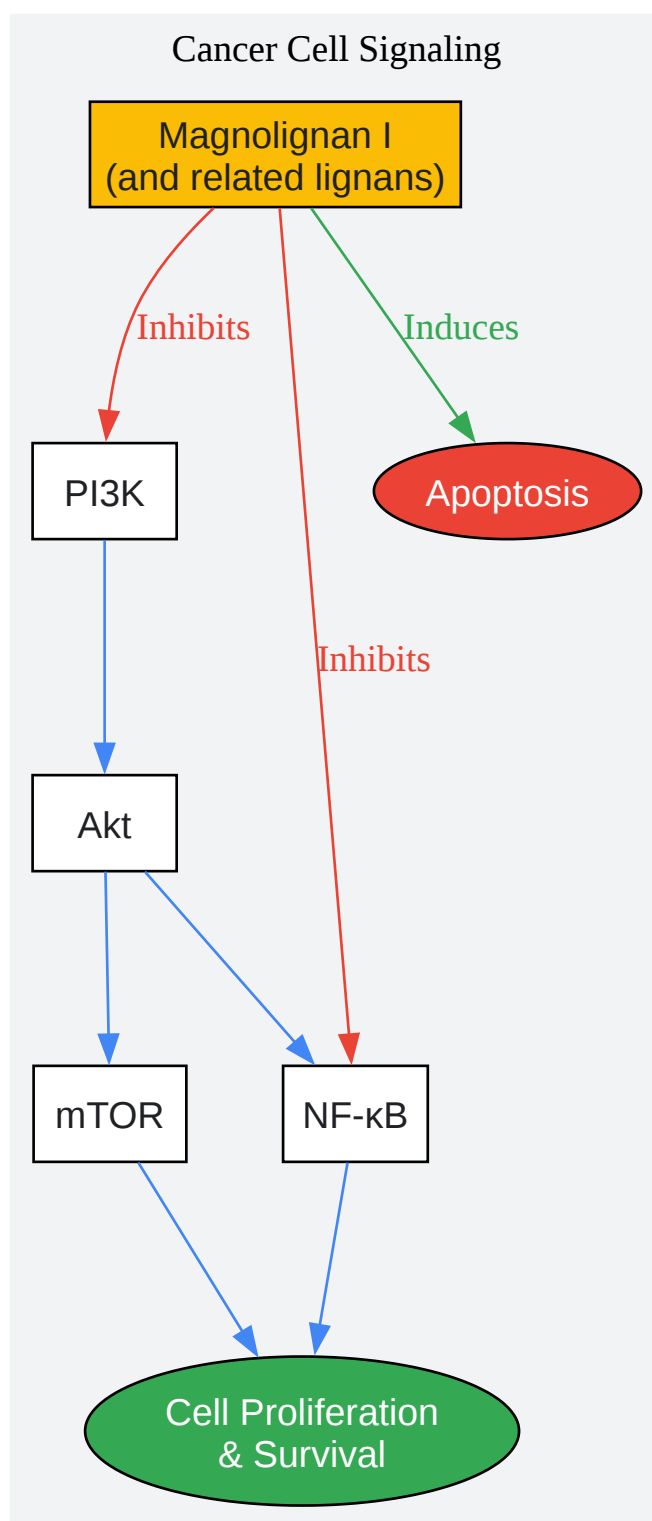 Cancer Cell Signaling
Magnolignan I
(and related lignans)
Inhibits
Induces
PI3K
Apoptosis
Inhibits
Akt
mTOR
NF-κB
Cell Proliferation
& Survival